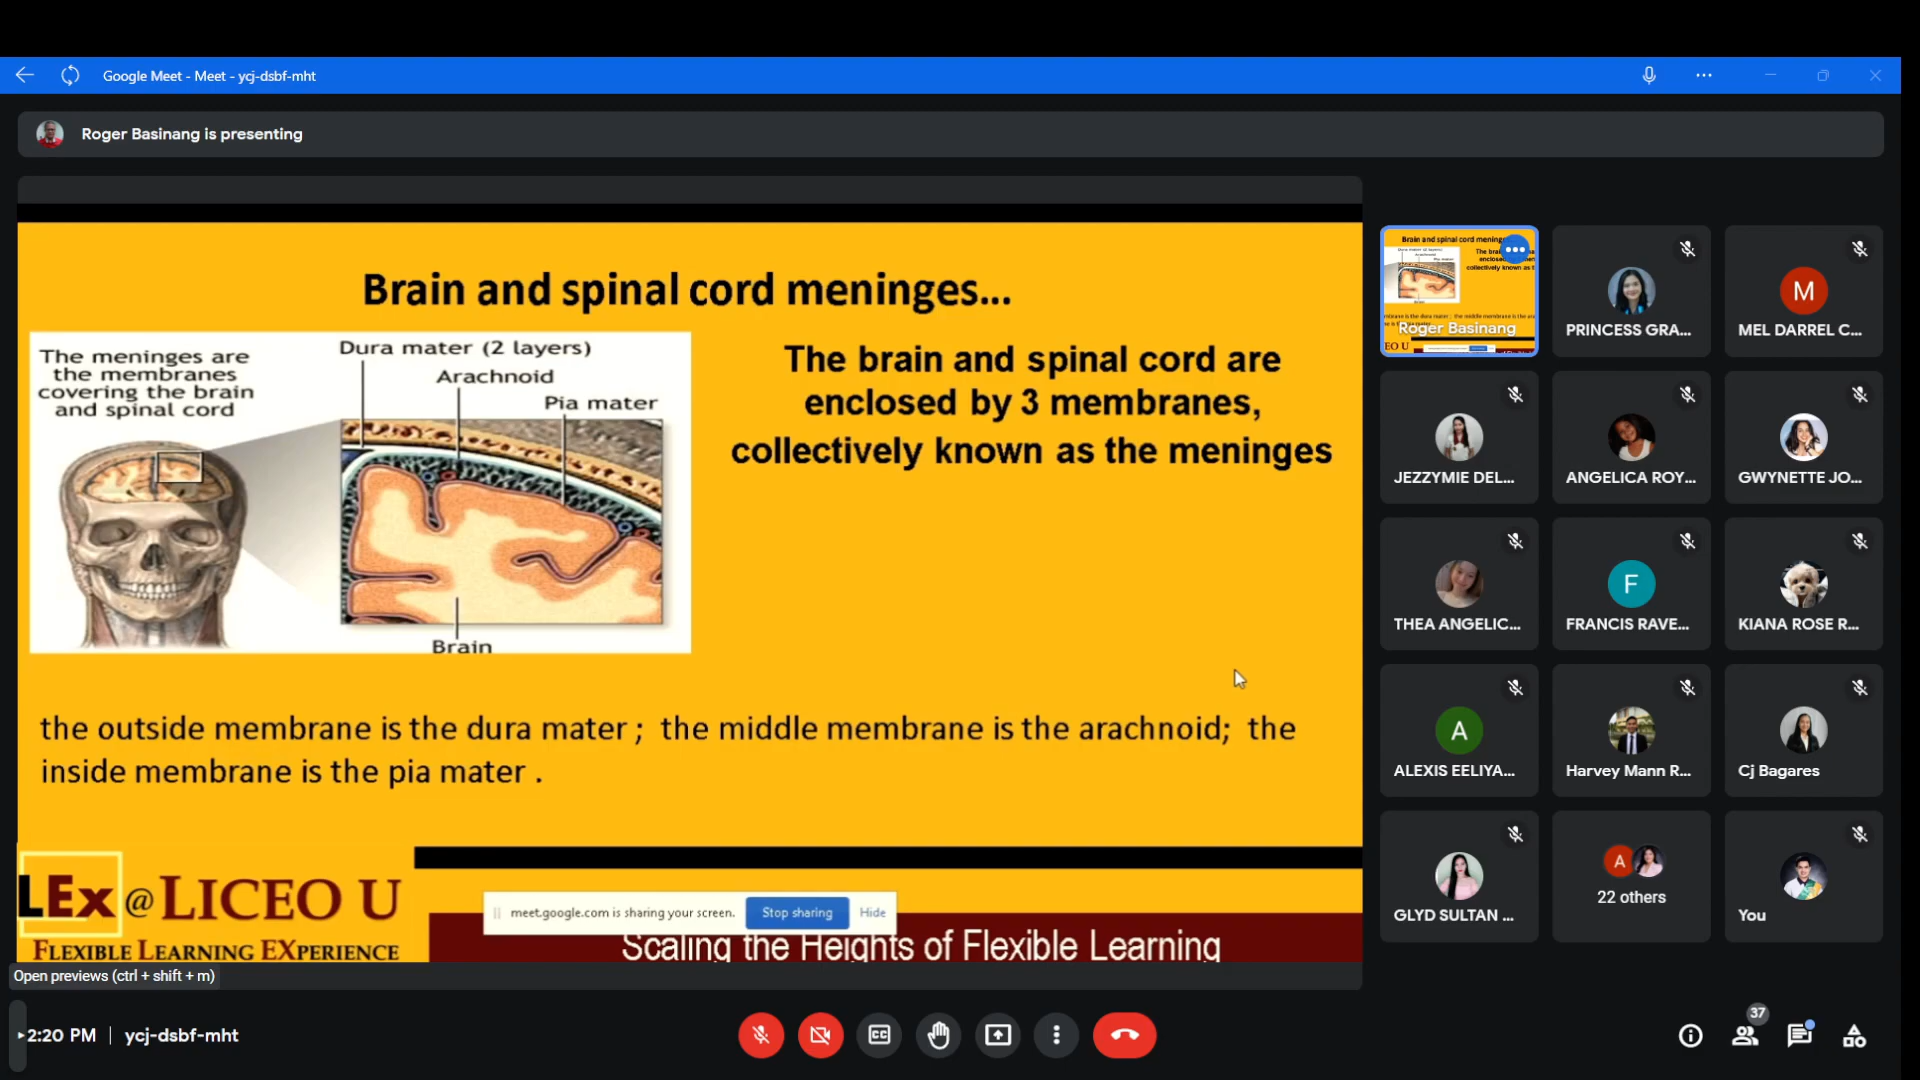 Google Meet - Meet - ycj-dsbf-mht
Roger Basinang is presenting
Brain and spinal cord meninges...
The meninges are
the membranes
covering the brain
and spinal cord
Dura mater (2 layers)
Arachnoid
Pia mater
Brain
The brain and spinal cord are
enclosed by 3 membranes,
collectively known as the meninges
the outside membrane is the dura mater ; the middle membrane is the arachnoid; the
inside membrane is the pia mater .
LEx @ LICEO U
FLEXIBLE LEARNING EXPERIENCE
meet.google.com is sharing your screen.
Stop sharing
Hide
Scaling the Heights of Flexible Learning
Open previews (ctrl + shift + m)
Brain and spinal cord mening
Roger Basinang
PRINCESS GRA...
M
MEL DARREL C...
JEZZYMIE DEL...
ANGELICA ROY...
GWYNETTE JO...
THEA ANGELIC...
F
FRANCIS RAVE...
KIANA ROSE R...
A
ALEXIS EELIYA...
Harvey Mann R...
Cj Bagares
GLYD SULTAN ...
A
22 others
You
2:20 PM | ycj-dsbf-mht
CC
37